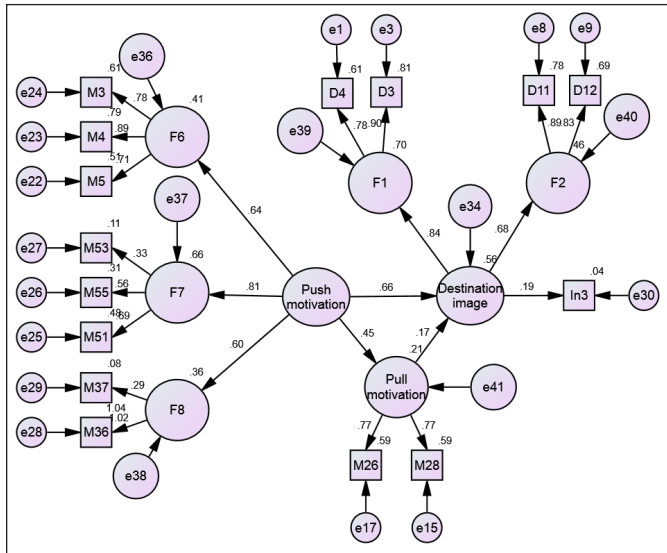 e36
e1
e3
e8
e9
e24
M3
.61
.78
.41
.61
D4
.81
D3
.78
D11
.69
D12
e23
M4
.79
.89
F6
e39
.78
.90
.89
.83
e40
e22
M5
.51
.71
.70
F1
.46
F2
e37
.64
e34
.84
.68
e27
M53
.11
.33
.66
.56
e26
M55
.31
.56
F7
.81
Push
motivation
.66
Destination
image
.19
In3
.04
e30
e25
M51
.48
.69
.60
.45
.17
.21
e29
M37
.08
.29
.36
F8
Pull
motivation
e41
e28
M36
1.04
1.02
e38
.77
.77
M26
.59
M28
.59
e17
e15